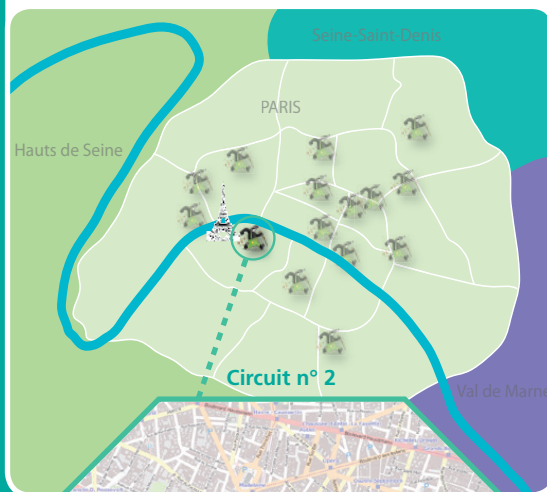 Seine-Saint-Denis
PARIS
Hauts de Seine
Circuit n° 2
Val de Marne